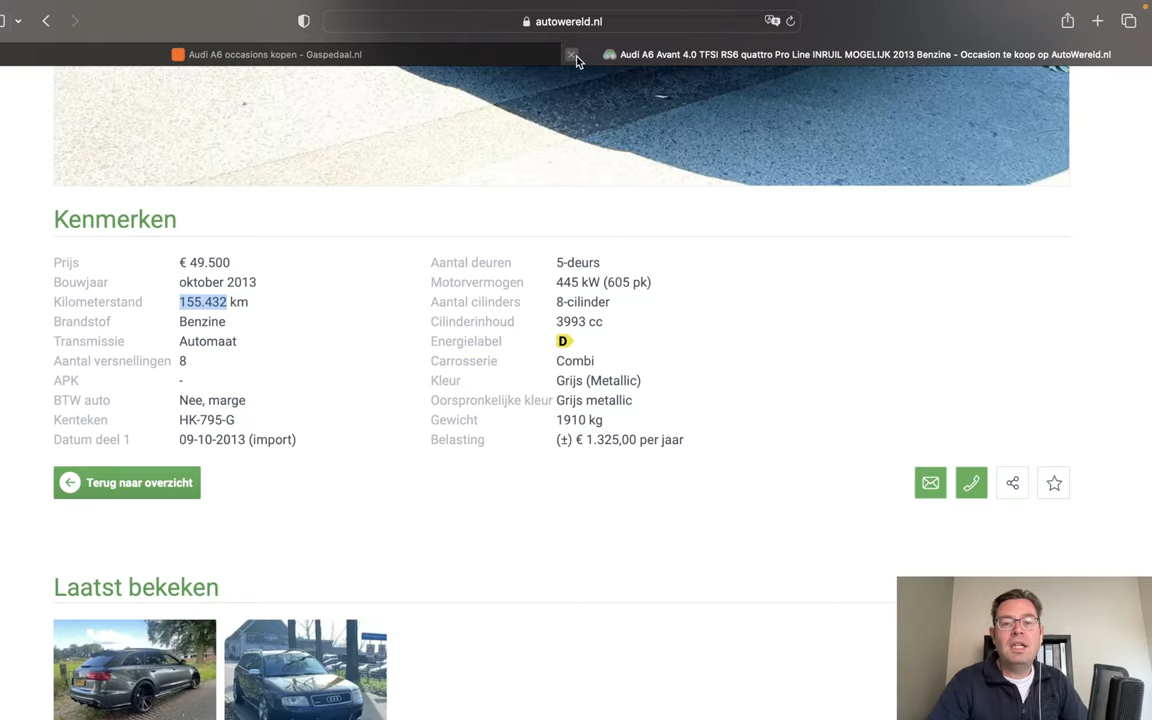 autowereld.nl
Audi A6 occasions kopen - Gaspedaal.nl
Audi A6 Avant 4.0 TFSI RS6 quattro Pro Line INRUIL MOGELIJK 2013 Benzine - Occasion te koop op AutoWereld.nl
Kenmerken
Prijs € 49.500
Bouwjaar oktober 2013
Kilometerstand 155.432 km
Brandstof Benzine
Transmissie Automaat
Aantal versnellingen 8
APK -
BTW auto Nee, marge
Kenteken HK-795-G
Datum deel 1 09-10-2013 (import)
Aantal deuren 5-deurs
Motorvermogen 445 kW (605 pk)
Aantal cilinders 8-cilinder
Cilinderinhoud 3993 cc
Energielabel D
Carrosserie Combi
Kleur Grijs (Metallic)
Oorspronkelijke kleur Grijs metallic
Gewicht 1910 kg
Belasting (±) € 1.325,00 per jaar
Terug naar overzicht
Laatst bekeken